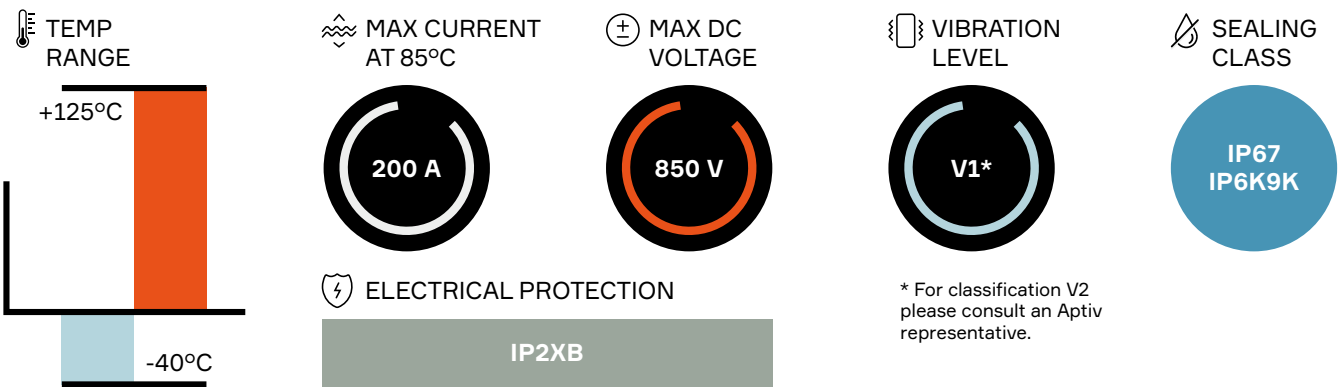 TEMP
RANGE
+125°C
-40°C
MAX CURRENT
AT 85°C
200 A
MAX DC
VOLTAGE
850 V
VIBRATION
LEVEL
V1*
SEALING
CLASS
IP67
IP6K9K
ELECTRICAL PROTECTION
IP2XB
* For classification V2
please consult an Aptiv
representative.